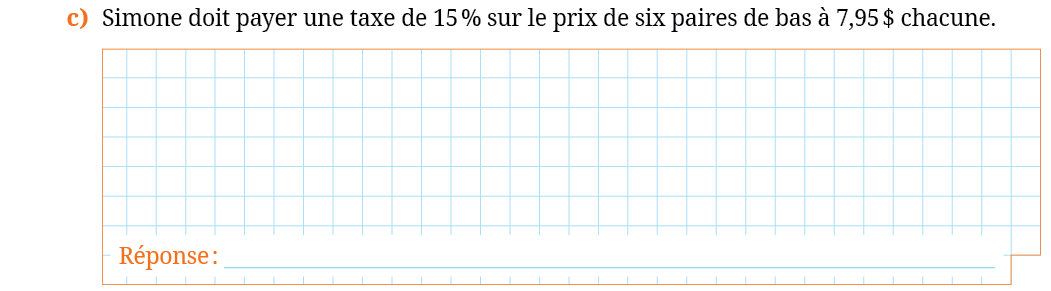 c) Simone doit payer une taxe de 15 % sur le prix de six paires de bas à 7,95 $ chacune.
Réponse :